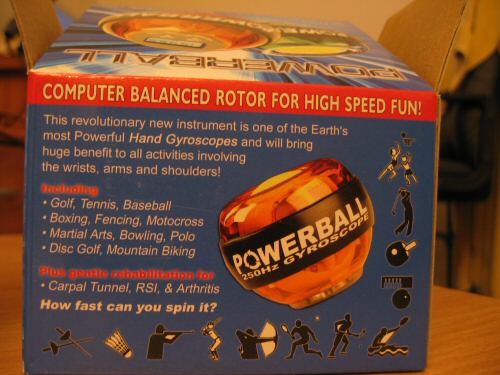 POWERBALL
COMPUTER BALANCED ROTOR FOR HIGH SPEED FUN!
This revolutionary new instrument is one of the Earth's
most Powerful Hand Gyroscopes and will bring
huge benefit to all activities involving
the wrists, arms and shoulders!
Including
• Golf, Tennis, Baseball
• Boxing, Fencing, Motocross
• Martial Arts, Bowling, Polo
• Disc Golf, Mountain Biking
Plus gentle rehabilitation for
• Carpal Tunnel, RSI, & Arthritis
How fast can you spin it?
POWERBALL
250Hz GYROSCOPE